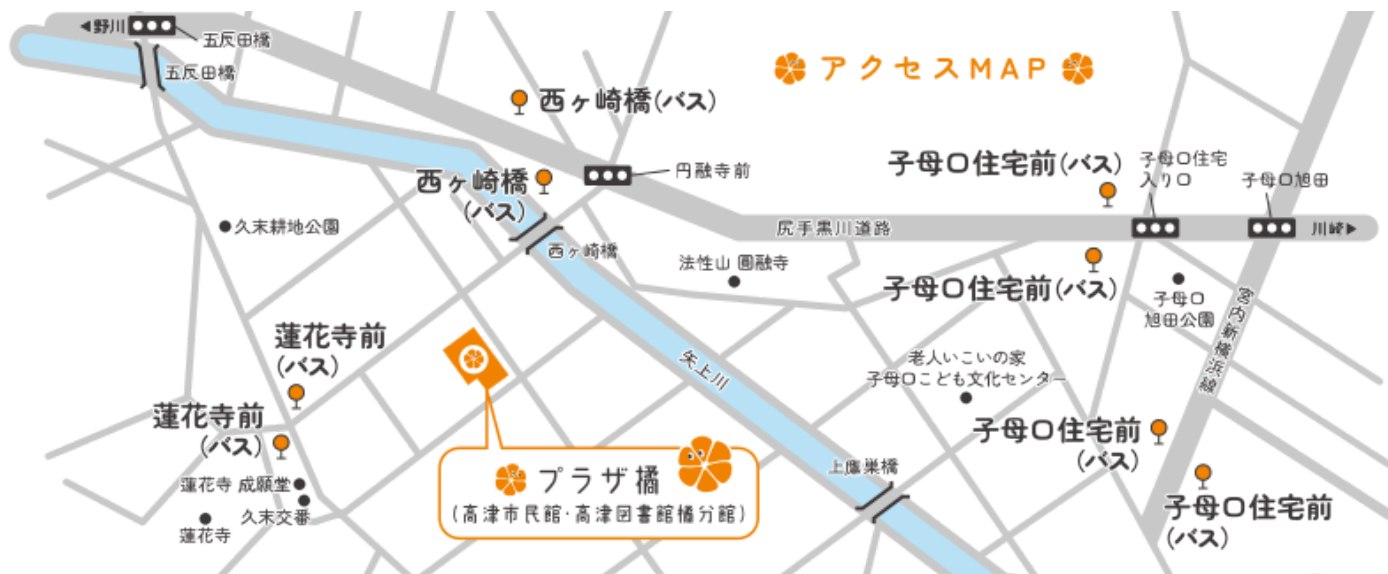 ◀野川
五反田橋
五反田橋
アクセスMAP
西ヶ崎橋(バス)
西ヶ崎橋
(バス)
円融寺前
子母口住宅前(バス)
子母口住宅
入り口
子母口旭田
久末耕地公園
西ヶ崎橋
尻手黒川道路
川崎▶
法性山 圓融寺
子母口住宅前(バス)
子母口
旭田公園
宮内新横浜線
蓮花寺前
(バス)
矢上川
老人いこいの家
子母口こども文化センター
蓮花寺前
(バス)
子母口住宅前
(バス)
プラザ橘
(高津市民館・高津図書館橘分館)
上鷹巣橋
蓮花寺 成願堂
久末交番
蓮花寺
子母口住宅前
(バス)